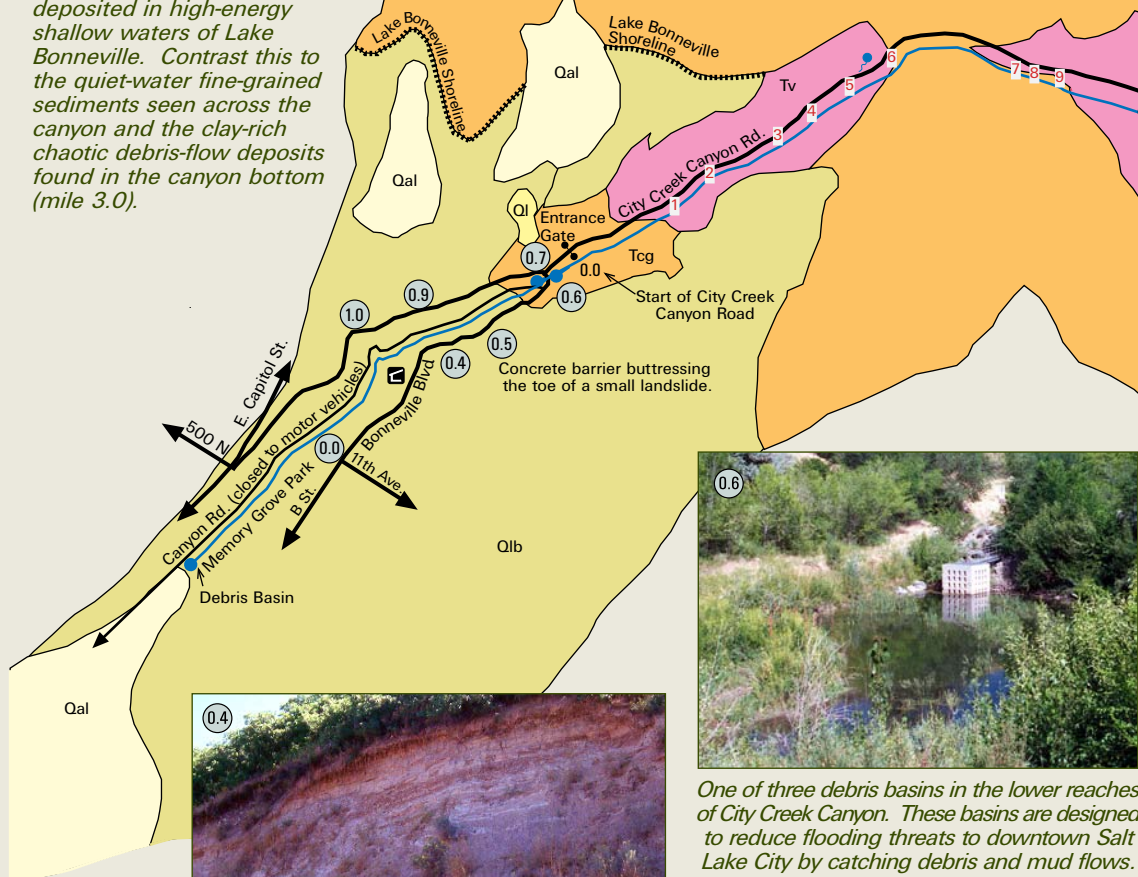 deposited in high-energy
shallow waters of Lake
Bonneville. Contrast this to
the quiet-water fine-grained
sediments seen across the
canyon and the clay-rich
chaotic debris-flow deposits
found in the canyon bottom
(mile 3.0).
Lake Bonneville Shoreline
Lake Bonneville
Shoreline
Qal
Qal
Tv
6
7
8
9
5
4
3
2
1
City Creek Canyon Rd.
Ql
Entrance
Gate
Tcg
0.7
0.0
0.6
Start of City Creek
Canyon Road
0.9
1.0
0.5
0.4
Concrete barrier buttressing
the toe of a small landslide.
E. Capitol St.
500 N
Canyon Rd. (closed to motor vehicles)
Memory Grove Park
Bonneville Blvd
0.0
11th Ave.
B St.
Qlb
Debris Basin
Qal
0.4
0.6
One of three debris basins in the lower reaches
of City Creek Canyon. These basins are designed
to reduce flooding threats to downtown Salt
Lake City by catching debris and mud flows.